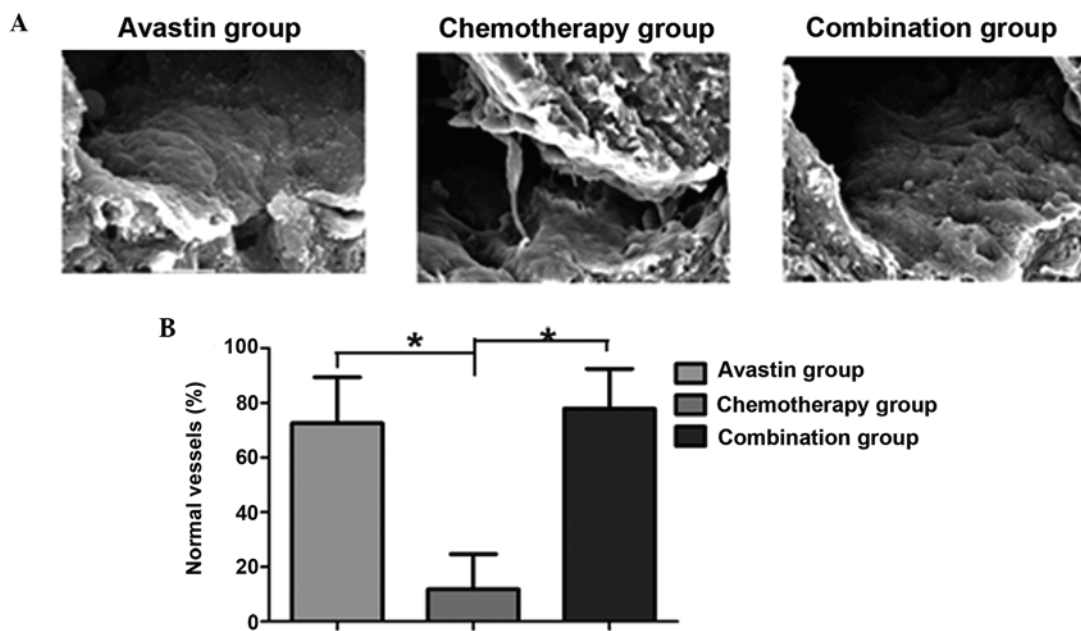 A
Avastin group
Chemotherapy group
Combination group
B
* *
100
80
60
40
20
0
Normal vessels (%)
Avastin group
Chemotherapy group
Combination group